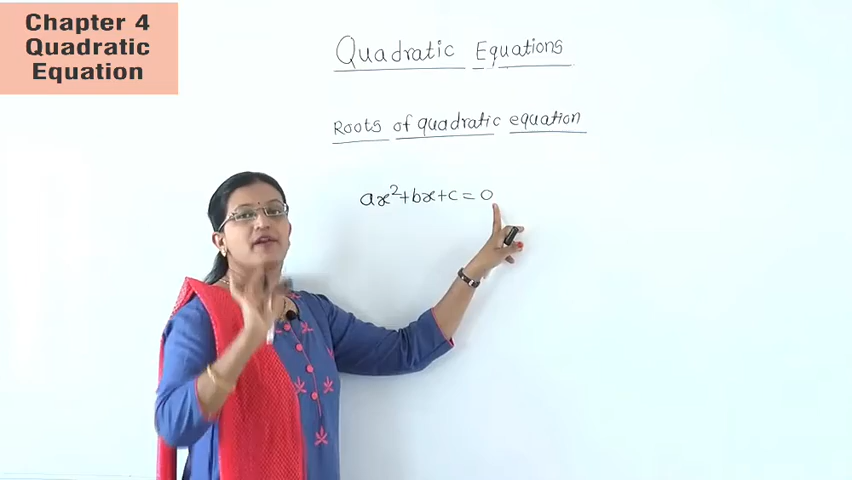 Chapter 4
Quadratic
Equation
Quadratic Equations
Roots of quadratic equation
ax²+bx+c=0